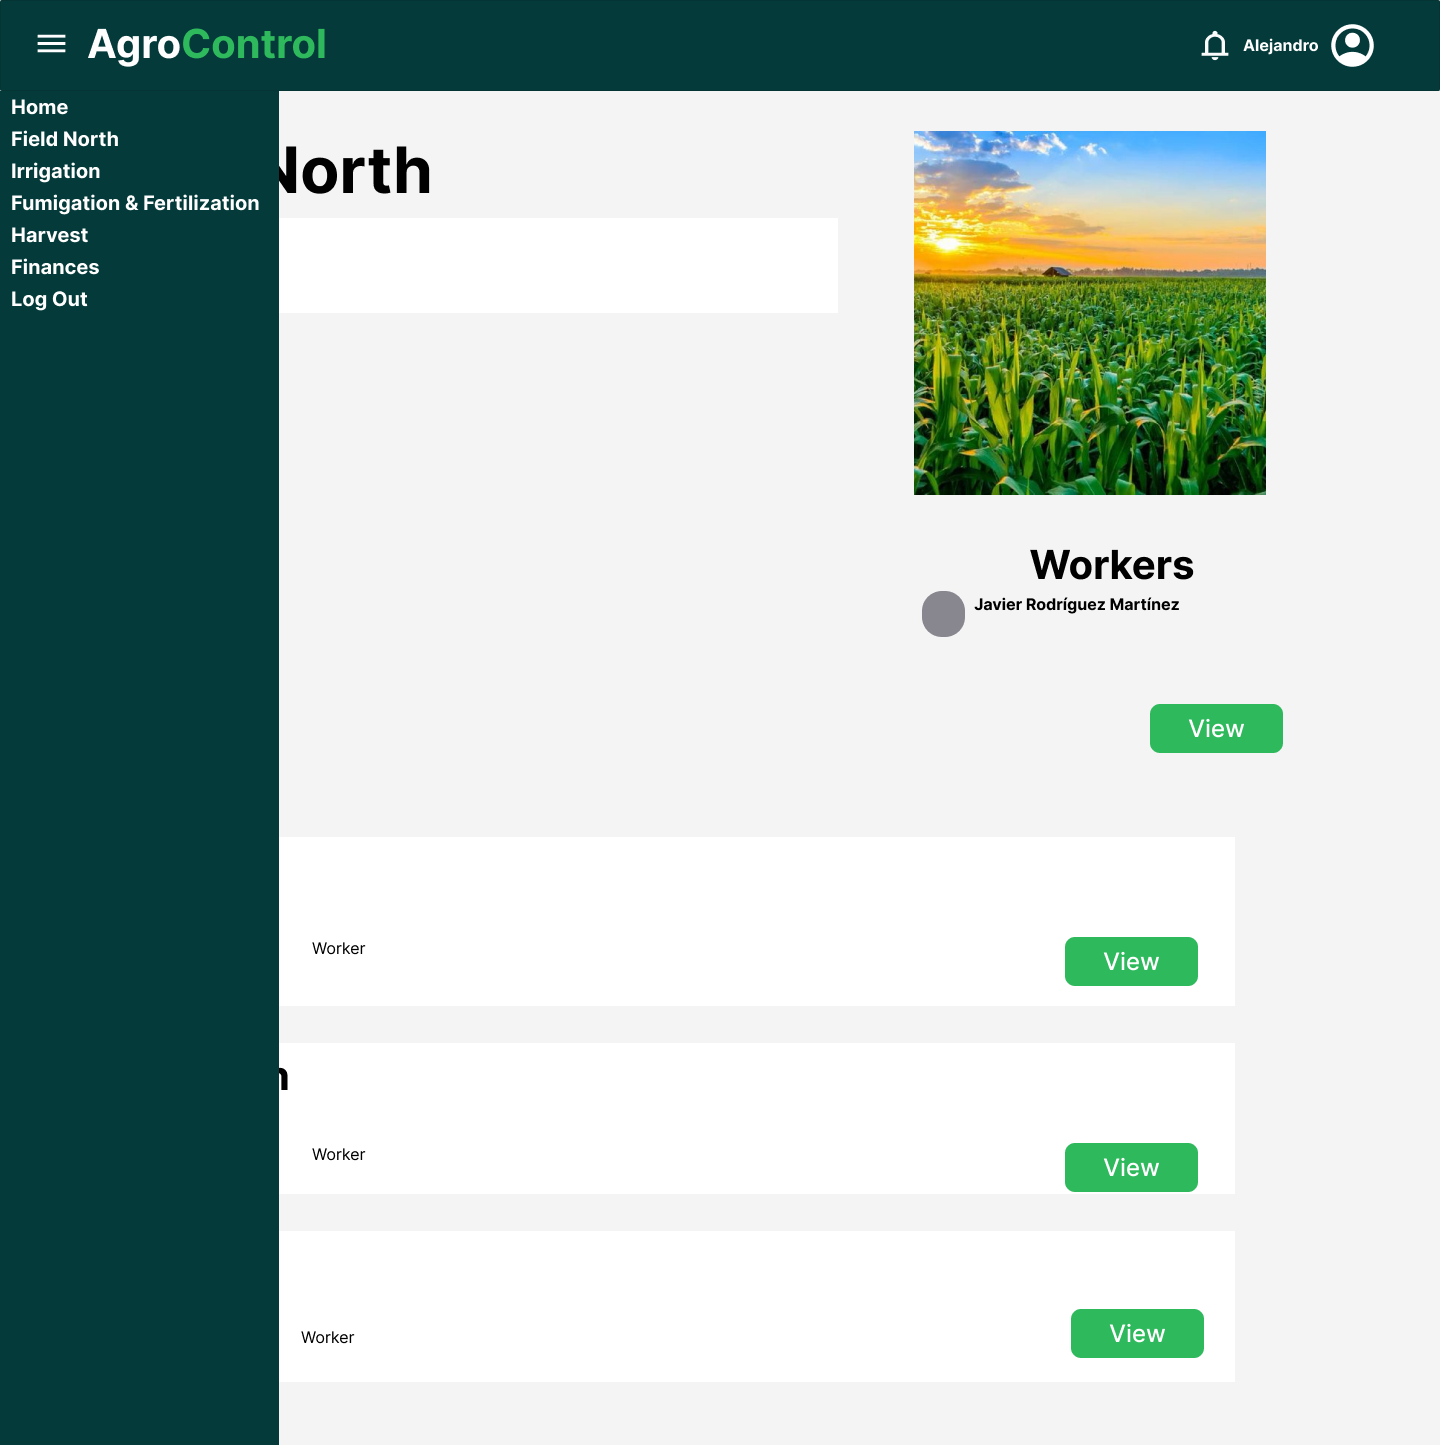 AgroControl
Alejandro
Home
Field North
Irrigation
Fumigation & Fertilization
Harvest
Finances
Log Out
North
Workers
Javier Rodríguez Martínez
View
Worker
View
Worker
View
Worker
View